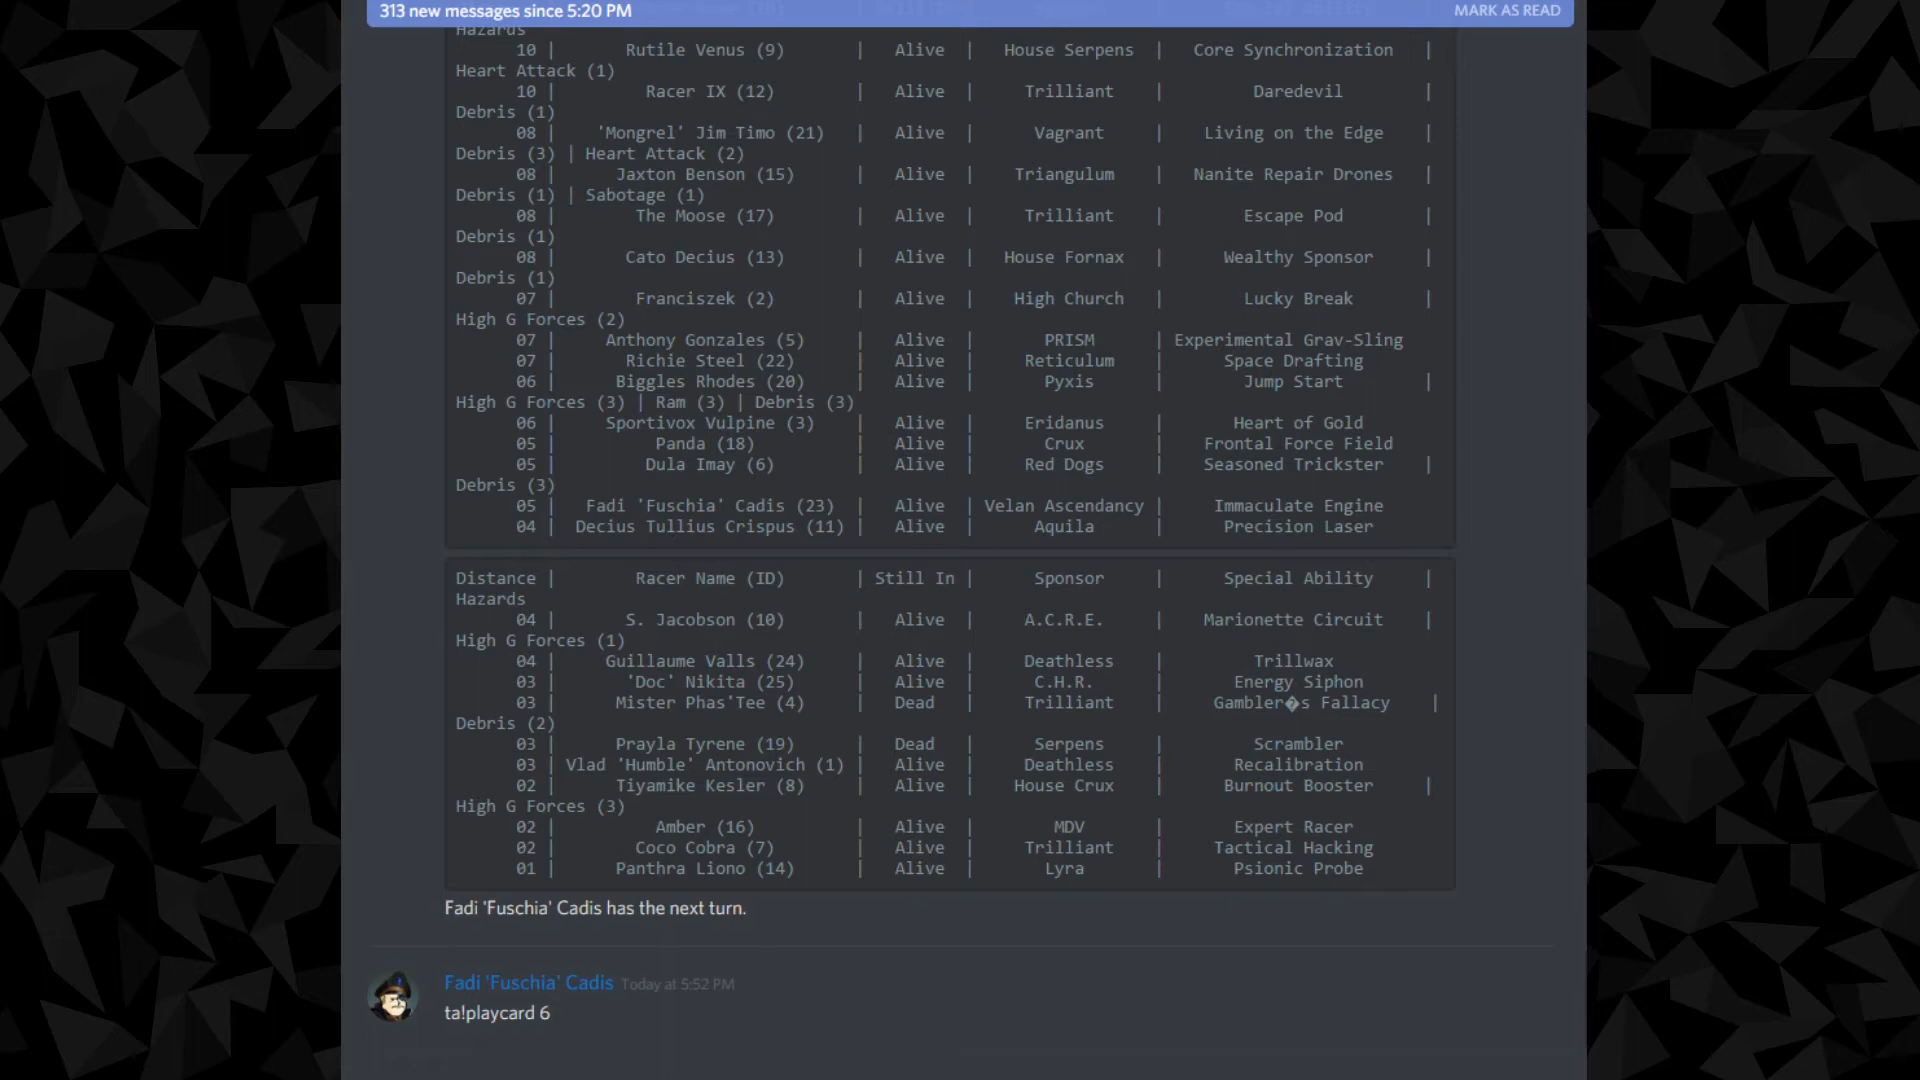 313 new messages since 5:20 PM MARK AS READ
Hazards
10 | Rutile Venus (9) | Alive | House Serpens | Core Synchronization |
Heart Attack (1)
10 | Racer IX (12) | Alive | Trilliant | Daredevil |
Debris (1)
08 | 'Mongrel' Jim Timo (21) | Alive | Vagrant | Living on the Edge |
Debris (3) | Heart Attack (2)
08 | Jaxton Benson (15) | Alive | Triangulum | Nanite Repair Drones |
Debris (1) | Sabotage (1)
08 | The Moose (17) | Alive | Trilliant | Escape Pod |
Debris (1)
08 | Cato Decius (13) | Alive | House Fornax | Wealthy Sponsor |
Debris (1)
07 | Franciszek (2) | Alive | High Church | Lucky Break |
High G Forces (2)
07 | Anthony Gonzales (5) | Alive | PRISM | Experimental Grav-Sling
07 | Richie Steel (22) | Alive | Reticulum | Space Drafting
06 | Biggles Rhodes (20) | Alive | Pyxis | Jump Start |
High G Forces (3) | Ram (3) | Debris (3)
06 | Sportivox Vulpine (3) | Alive | Eridanus | Heart of Gold
05 | Panda (18) | Alive | Crux | Frontal Force Field
05 | Dula Imay (6) | Alive | Red Dogs | Seasoned Trickster |
Debris (3)
05 | Fadi 'Fuschia' Cadis (23) | Alive | Velan Ascendancy | Immaculate Engine
04 | Decius Tullius Crispus (11) | Alive | Aquila | Precision Laser
Distance | Racer Name (ID) | Still In | Sponsor | Special Ability |
Hazards
04 | S. Jacobson (10) | Alive | A.C.R.E. | Marionette Circuit |
High G Forces (1)
04 | Guillaume Valls (24) | Alive | Deathless | Trillwax
03 | 'Doc' Nikita (25) | Alive | C.H.R. | Energy Siphon
03 | Mister Phas'Tee (4) | Dead | Trilliant | Gambler�s Fallacy |
Debris (2)
03 | Prayla Tyrene (19) | Dead | Serpens | Scrambler
03 | Vlad 'Humble' Antonovich (1) | Alive | Deathless | Recalibration
02 | Tiyamike Kesler (8) | Alive | House Crux | Burnout Booster |
High G Forces (3)
02 | Amber (16) | Alive | MDV | Expert Racer
02 | Coco Cobra (7) | Alive | Trilliant | Tactical Hacking
01 | Panthra Liono (14) | Alive | Lyra | Psionic Probe
Fadi 'Fuschia' Cadis has the next turn.
Fadi 'Fuschia' Cadis Today at 5:52 PM
ta!playcard 6